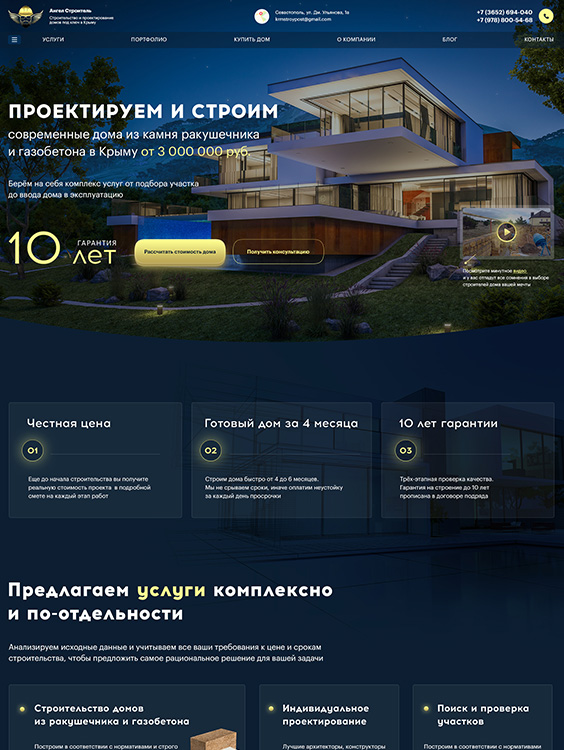 Ангел Строитель
Строительство и проектирование
домов под ключ в Крыму
Севастополь, ул. Дм. Ульянова, 1а
krmstroypost@gmail.com
+7 (3652) 694-040
+7 (978) 800-54-68
УСЛУГИ
ПОРТФОЛИО
КУПИТЬ ДОМ
О КОМПАНИИ
БЛОГ
КОНТАКТЫ
ПРОЕКТИРУЕМ И СТРОИМ
современные дома из камня ракушечника
и газобетона в Крыму от 3 000 000 руб.
Берём на себя комплекс услуг от подбора участка
до ввода дома в эксплуатацию
10 ГАРАНТИЯ
лет
Рассчитать стоимость дома
Получить консультацию
Посмотрите минутное видео
и у вас отпадут все сомнения в выборе
строителей дома вашей мечты
Честная цена
01
Еще до начала строительства вы получите
реальную стоимость проекта в подробной
смете на каждый этап работ
Готовый дом за 4 месяца
02
Строим дома быстро от 4 до 6 месяцев.
Мы не срываем сроки, иначе оплатим неустойку
за каждый день просрочки
10 лет гарантии
03
Трёх-этапная проверка качества.
Гарантия на строение до 10 лет
прописана в договоре подряда
Предлагаем услуги комплексно
и по-отдельности
Анализируем исходные данные и учитываем все ваши требования к цене и срокам
строительства, чтобы предложить самое рациональное решение для вашей задачи
Строительство домов
из ракушечника и газобетона
Построим в соответствии с нормативами и строго
Индивидуальное
проектирование
Лучшие архитекторы, конструкторы
Поиск и проверка
участков
Построим в соответствии с нормативами